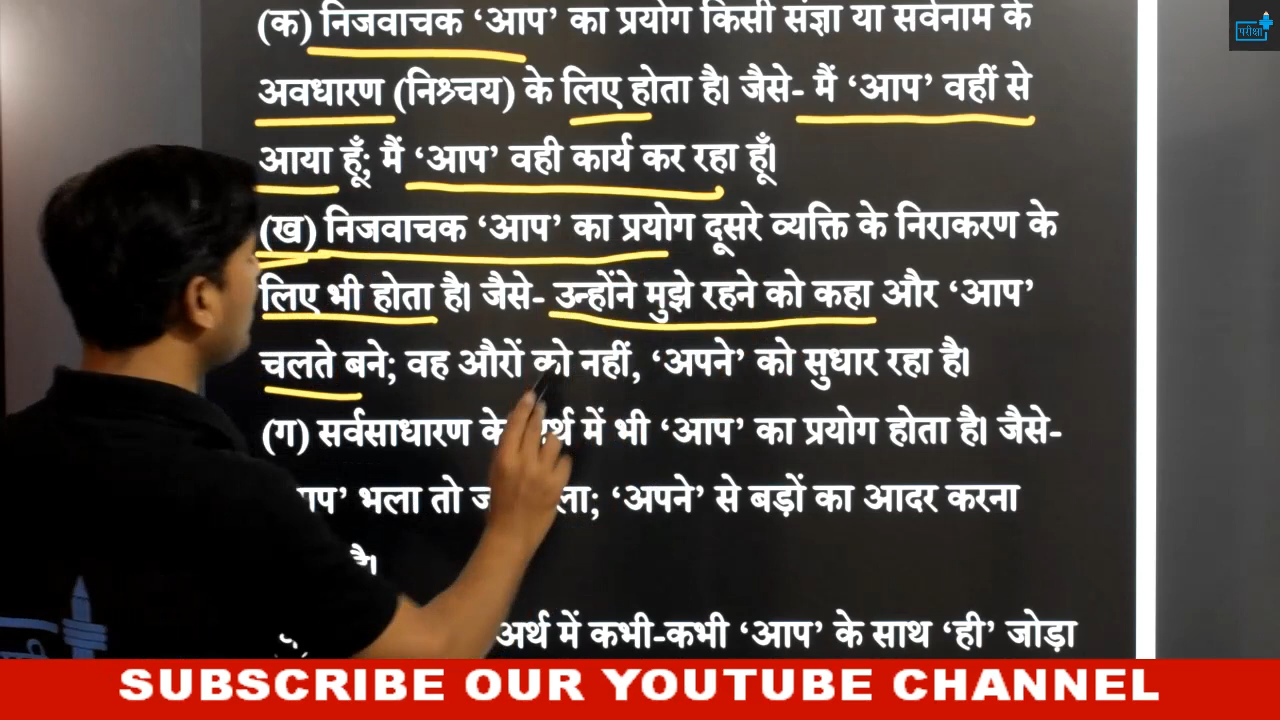 (क) निजवाचक ‘आप’ का प्रयोग किसी संज्ञा या सर्वनाम के
अवधारण (निश्चय) के लिए होता है। जैसे- मैं ‘आप’ वहीं से
आया हूँ; मैं ‘आप’ वही कार्य कर रहा हूँ।
(ख) निजवाचक ‘आप’ का प्रयोग दूसरे व्यक्ति के निराकरण के
लिए भी होता है। जैसे- उन्होंने मुझे रहने को कहा और ‘आप’
चलते बने; वह औरों को नहीं, ‘अपने’ को सुधार रहा है।
(ग) सर्वसाधारण के में भी ‘आप’ का प्रयोग होता है। जैसे-
भला तो ‘अपने’ से बड़ों का आदर करना
है।
अर्थ में कभी-कभी ‘आप’ के साथ ‘ही’ जोड़ा
परीक्षा
SUBSCRIBE OUR YOUTUBE CHANNEL